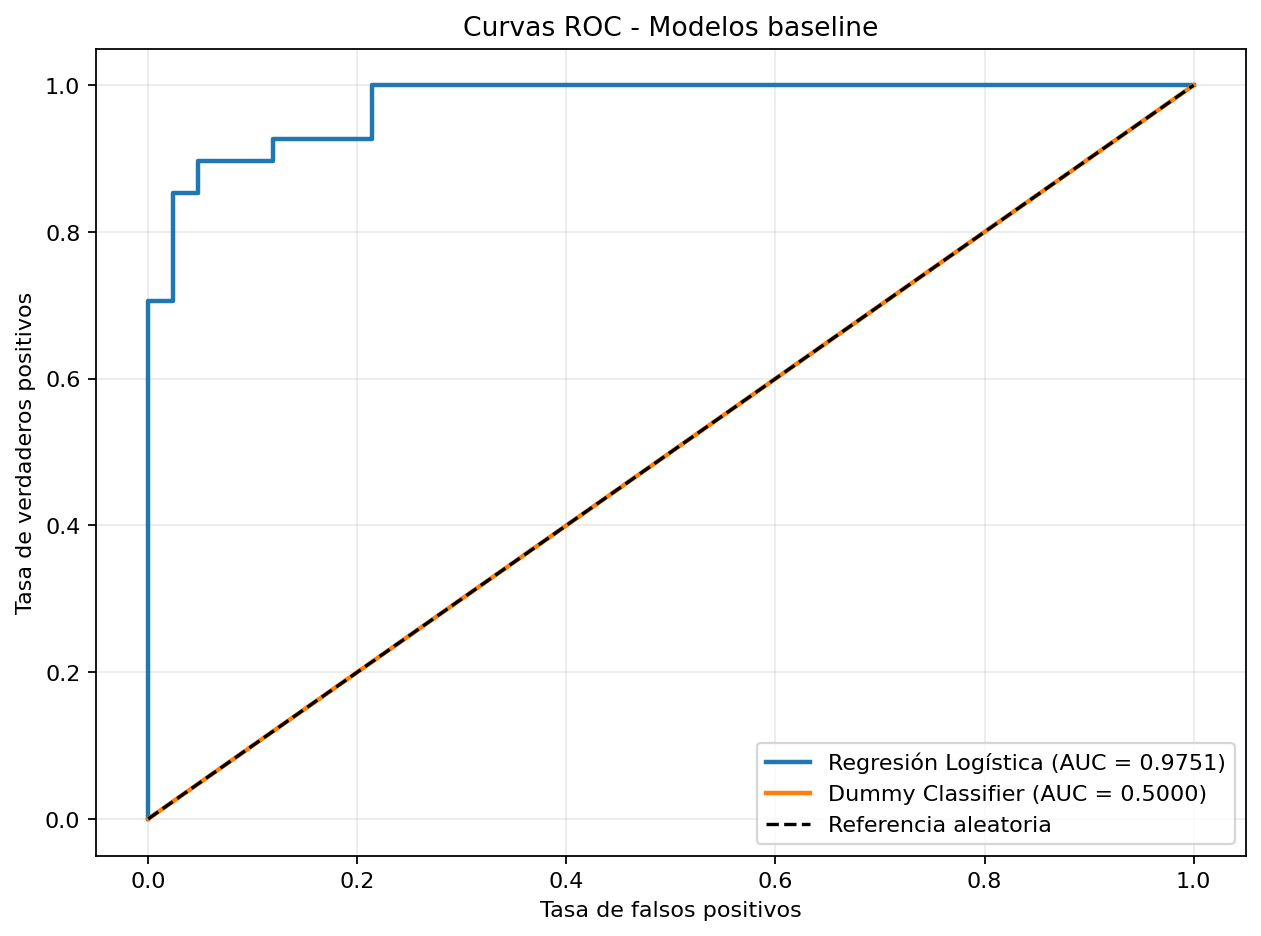 Curvas ROC - Modelos baseline
Tasa de verdaderos positivos
1.0
0.8
0.6
0.4
0.2
0.0
Regresión Logística (AUC = 0.9751)
Dummy Classifier (AUC = 0.5000)
Referencia aleatoria
0.0 0.2 0.4 0.6 0.8 1.0
Tasa de falsos positivos